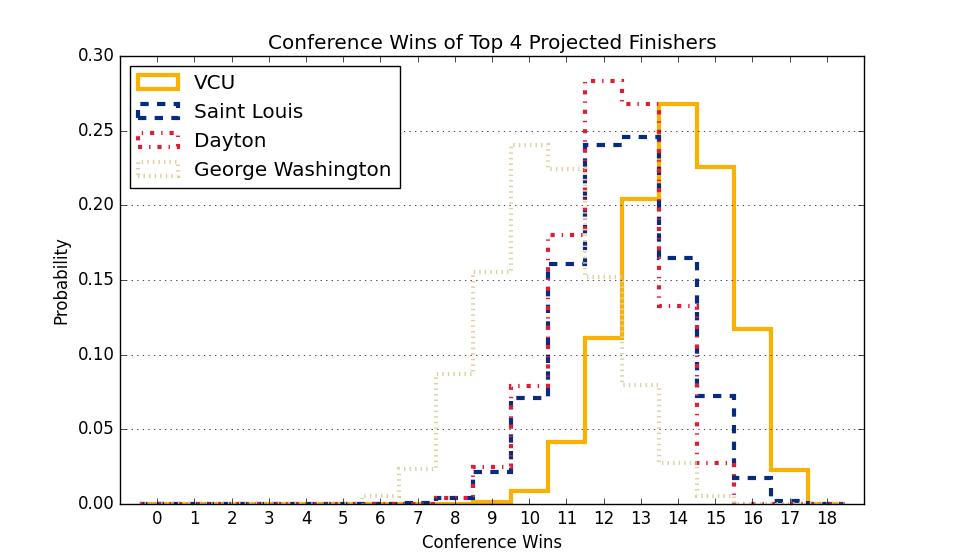 Conference Wins of Top 4 Projected Finishers
0.30
0.25
0.20
0.15
0.10
0.05
0.00
Probability
VCU
Saint Louis
Dayton
George Washington
0 1 2 3 4 5 6 7 8 9 10 11 12 13 14 15 16 17 18
Conference Wins